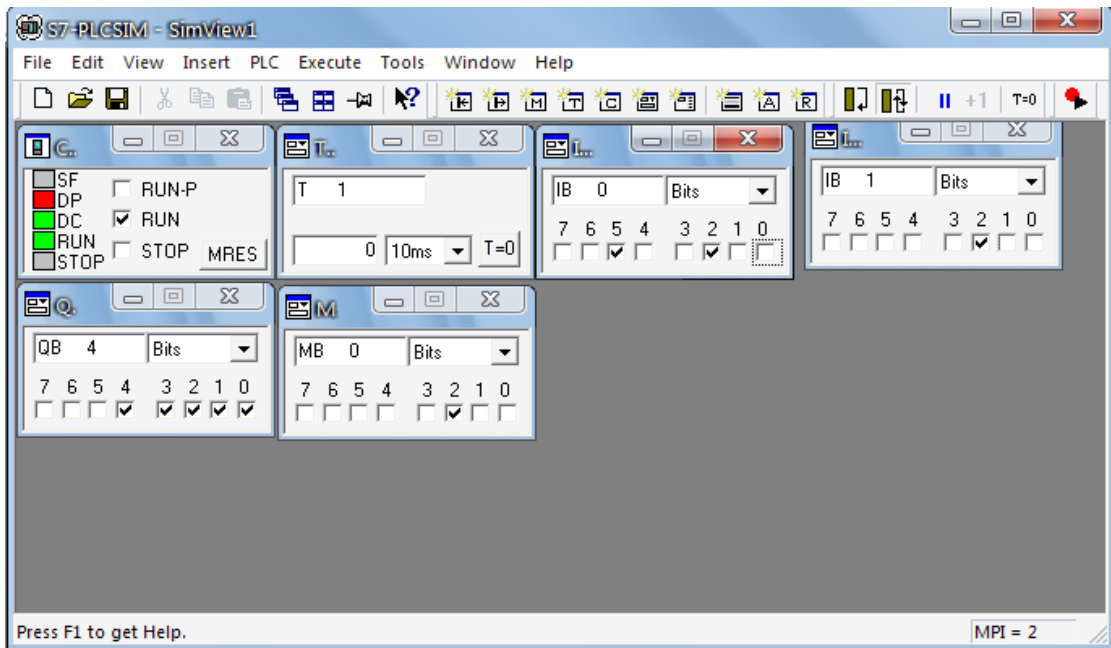 S7-PLCSIM - SimView1
File Edit View Insert PLC Execute Tools Window Help
+1 T=0
C...
SF
DP
DC
RUN
STOP
RUN-P
RUN
STOP
MRES
T...
T 1
0 10ms T=0
I...
IB 0 Bits
7 6 5 4 3 2 1 0
I...
IB 1 Bits
7 6 5 4 3 2 1 0
Q.
QB 4 Bits
7 6 5 4 3 2 1 0
M
MB 0 Bits
7 6 5 4 3 2 1 0
Press F1 to get Help.
MPI = 2